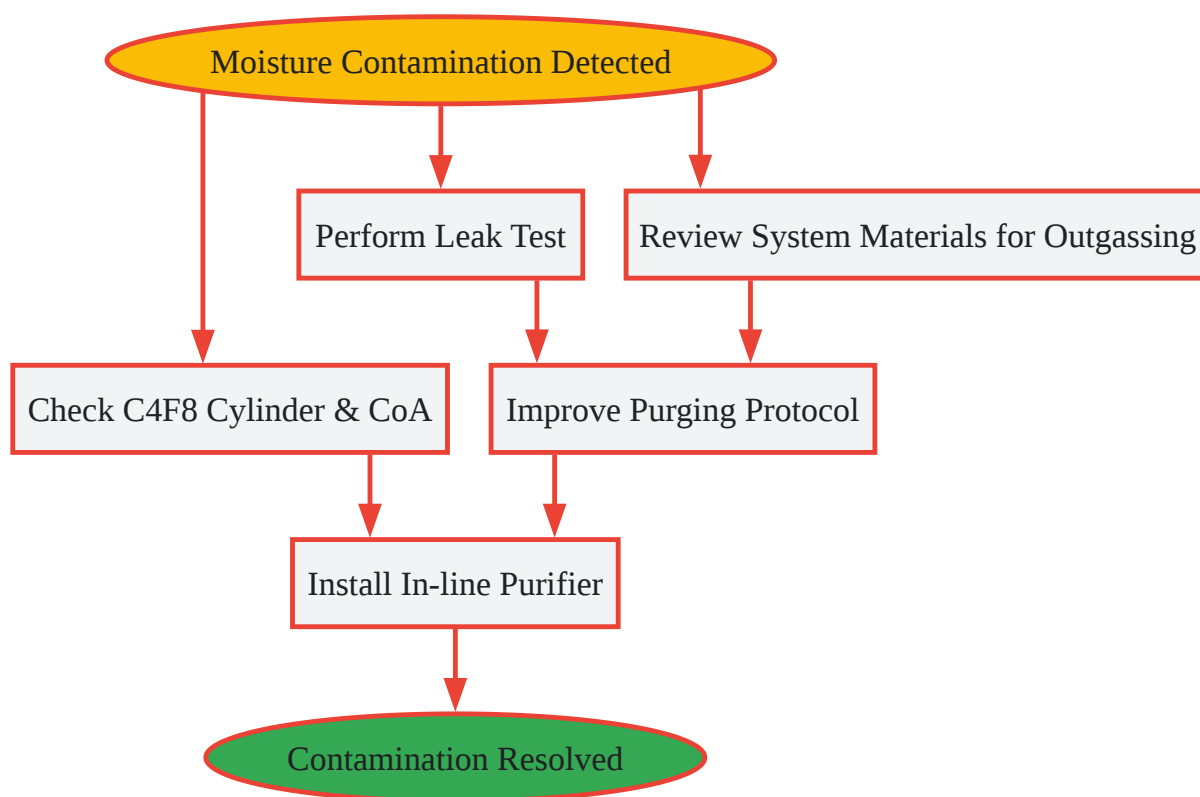 Moisture Contamination Detected
Perform Leak Test
Review System Materials for Outgassing
Check C4F8 Cylinder & CoA
Improve Purging Protocol
Install In-line Purifier
Contamination Resolved